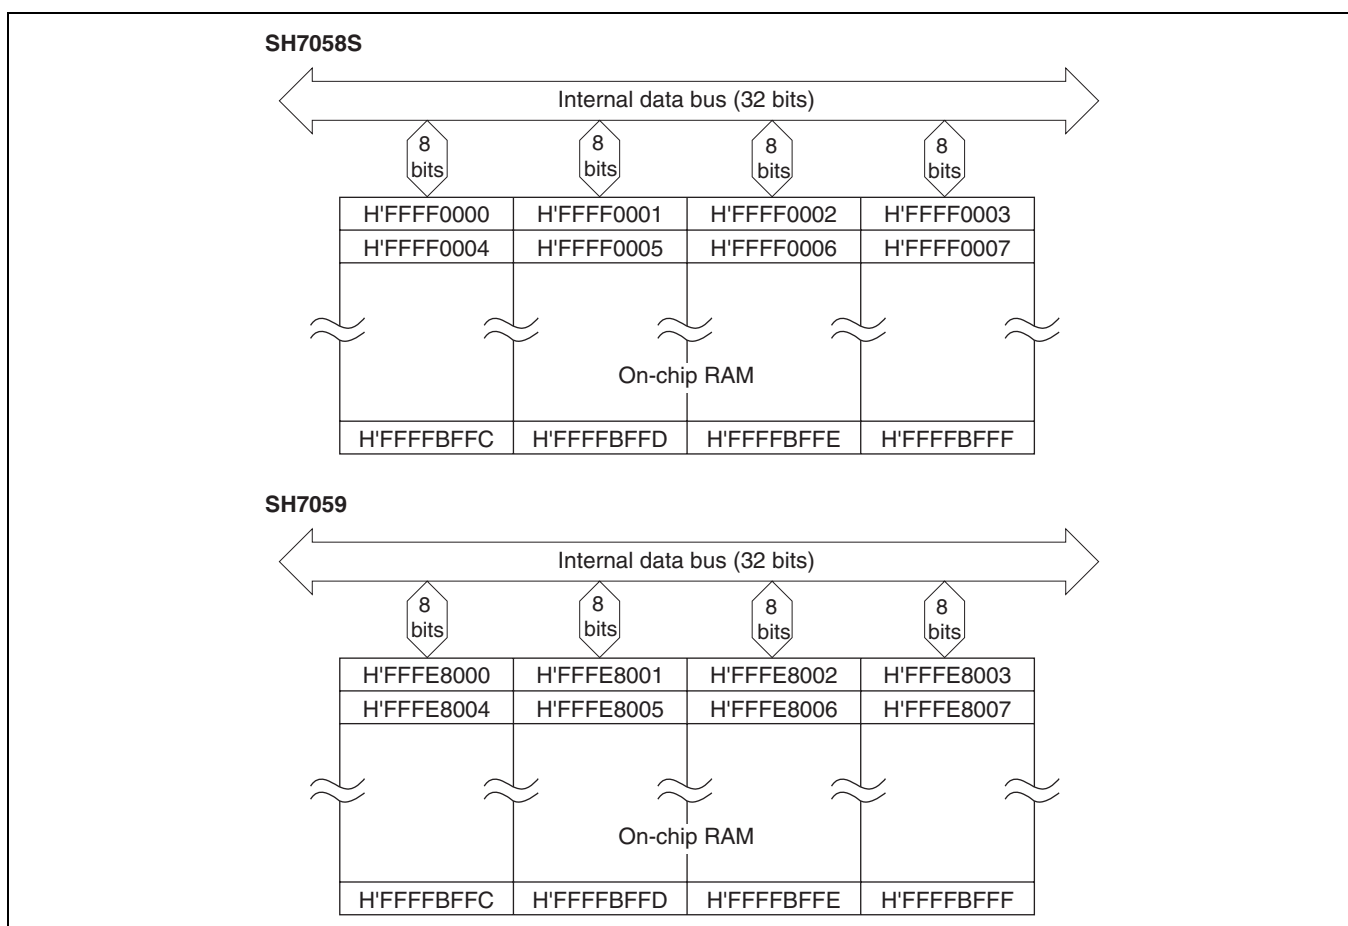 SH7058S
Internal data bus (32 bits)
8 bits 8 bits 8 bits 8 bits
H'FFFF0000 H'FFFF0001 H'FFFF0002 H'FFFF0003
H'FFFF0004 H'FFFF0005 H'FFFF0006 H'FFFF0007
On-chip RAM
H'FFFFBFFC H'FFFFBFFD H'FFFFBFFE H'FFFFBFFF
SH7059
Internal data bus (32 bits)
8 bits 8 bits 8 bits 8 bits
H'FFFE8000 H'FFFE8001 H'FFFE8002 H'FFFE8003
H'FFFE8004 H'FFFE8005 H'FFFE8006 H'FFFE8007
On-chip RAM
H'FFFFBFFC H'FFFFBFFD H'FFFFBFFE H'FFFFBFFF